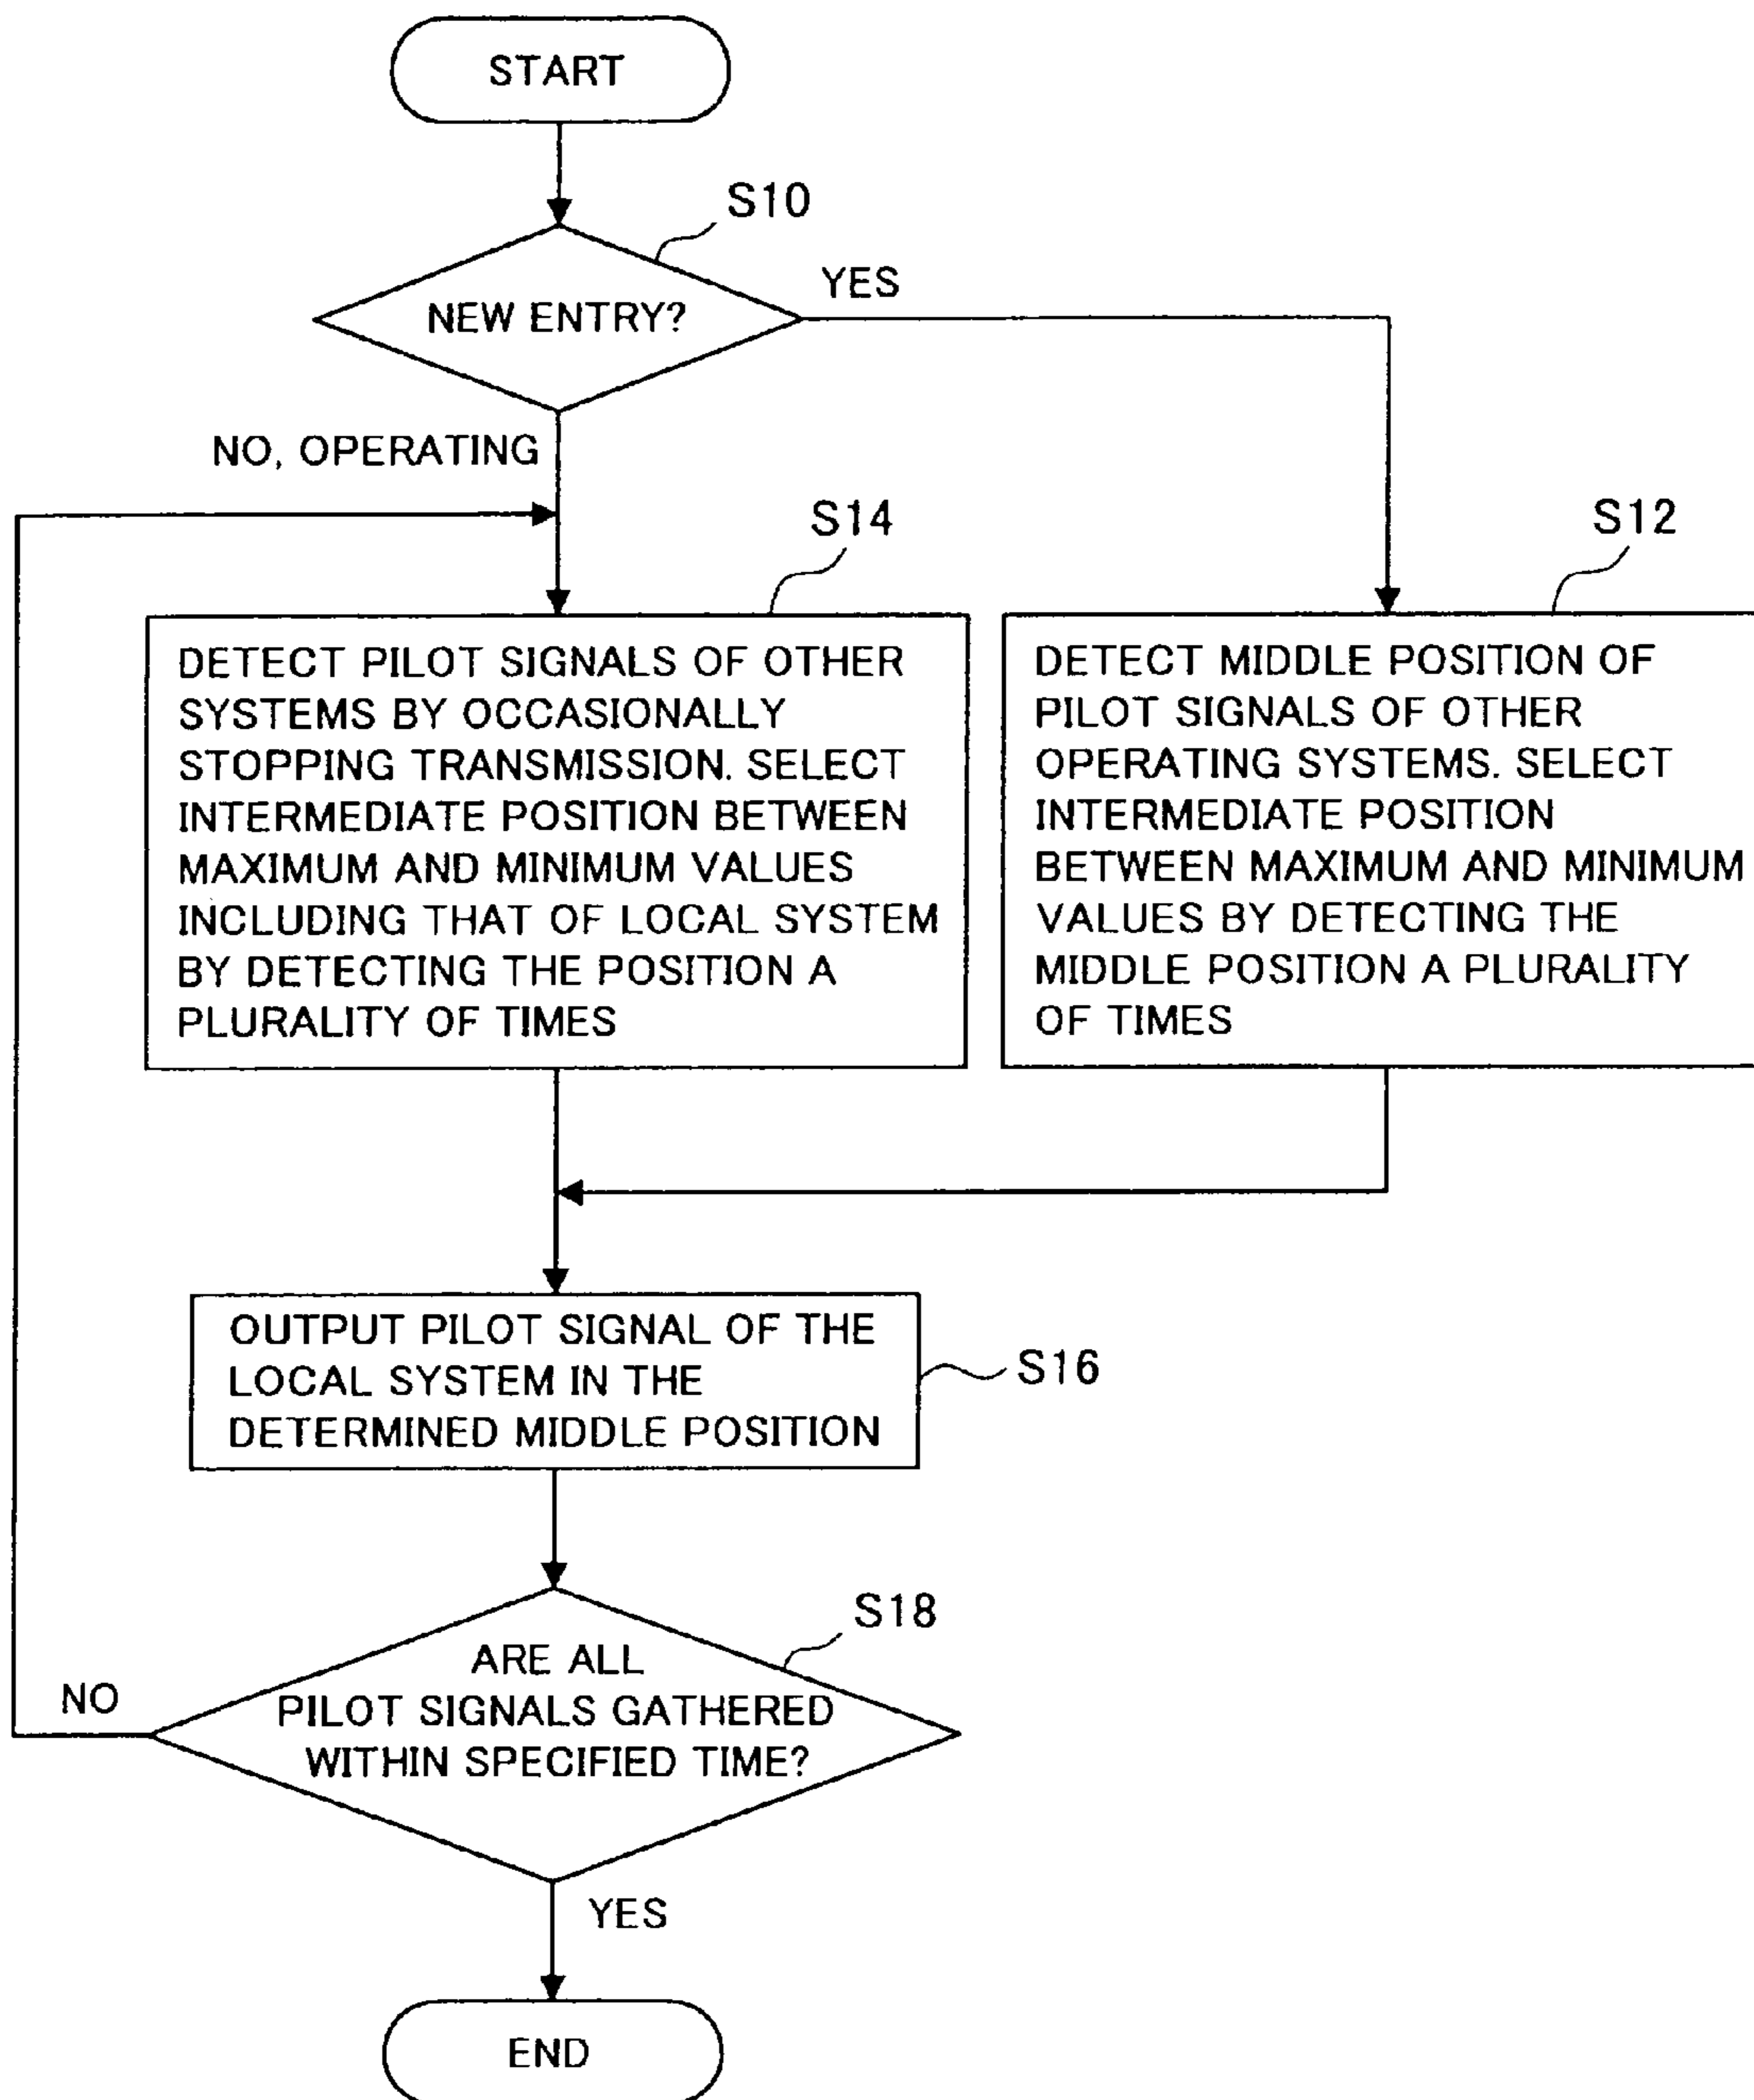 START
S10
NEW ENTRY?
YES
NO, OPERATING
S14
DETECT PILOT SIGNALS OF OTHER
SYSTEMS BY OCCASIONALLY
STOPPING TRANSMISSION. SELECT
INTERMEDIATE POSITION BETWEEN
MAXIMUM AND MINIMUM VALUES
INCLUDING THAT OF LOCAL SYSTEM
BY DETECTING THE POSITION A
PLURALITY OF TIMES
S12
DETECT MIDDLE POSITION OF
PILOT SIGNALS OF OTHER
OPERATING SYSTEMS. SELECT
INTERMEDIATE POSITION
BETWEEN MAXIMUM AND MINIMUM
VALUES BY DETECTING THE
MIDDLE POSITION A PLURALITY
OF TIMES
OUTPUT PILOT SIGNAL OF THE
LOCAL SYSTEM IN THE
DETERMINED MIDDLE POSITION
S16
S18
ARE ALL
PILOT SIGNALS GATHERED
WITHIN SPECIFIED TIME?
NO
YES
END